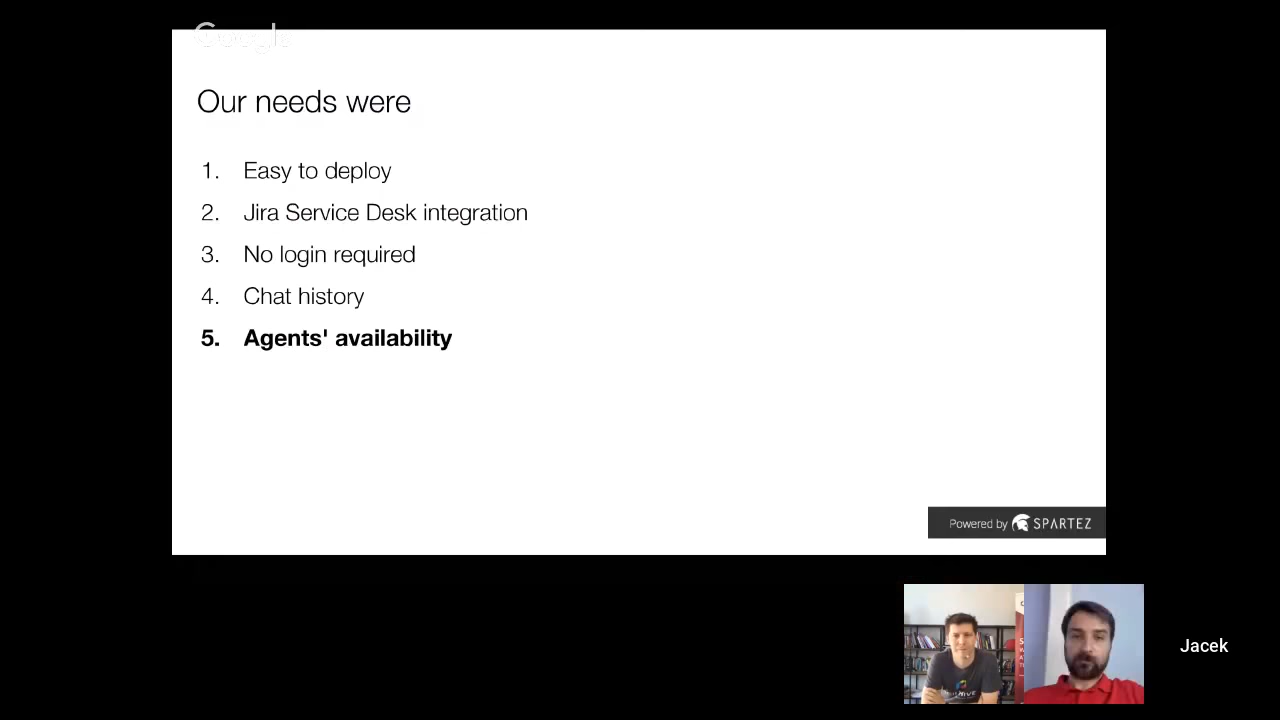 Google
Our needs were
1. Easy to deploy
2. Jira Service Desk integration
3. No login required
4. Chat history
5. Agents' availability
Powered by SPARTEZ
Jacek